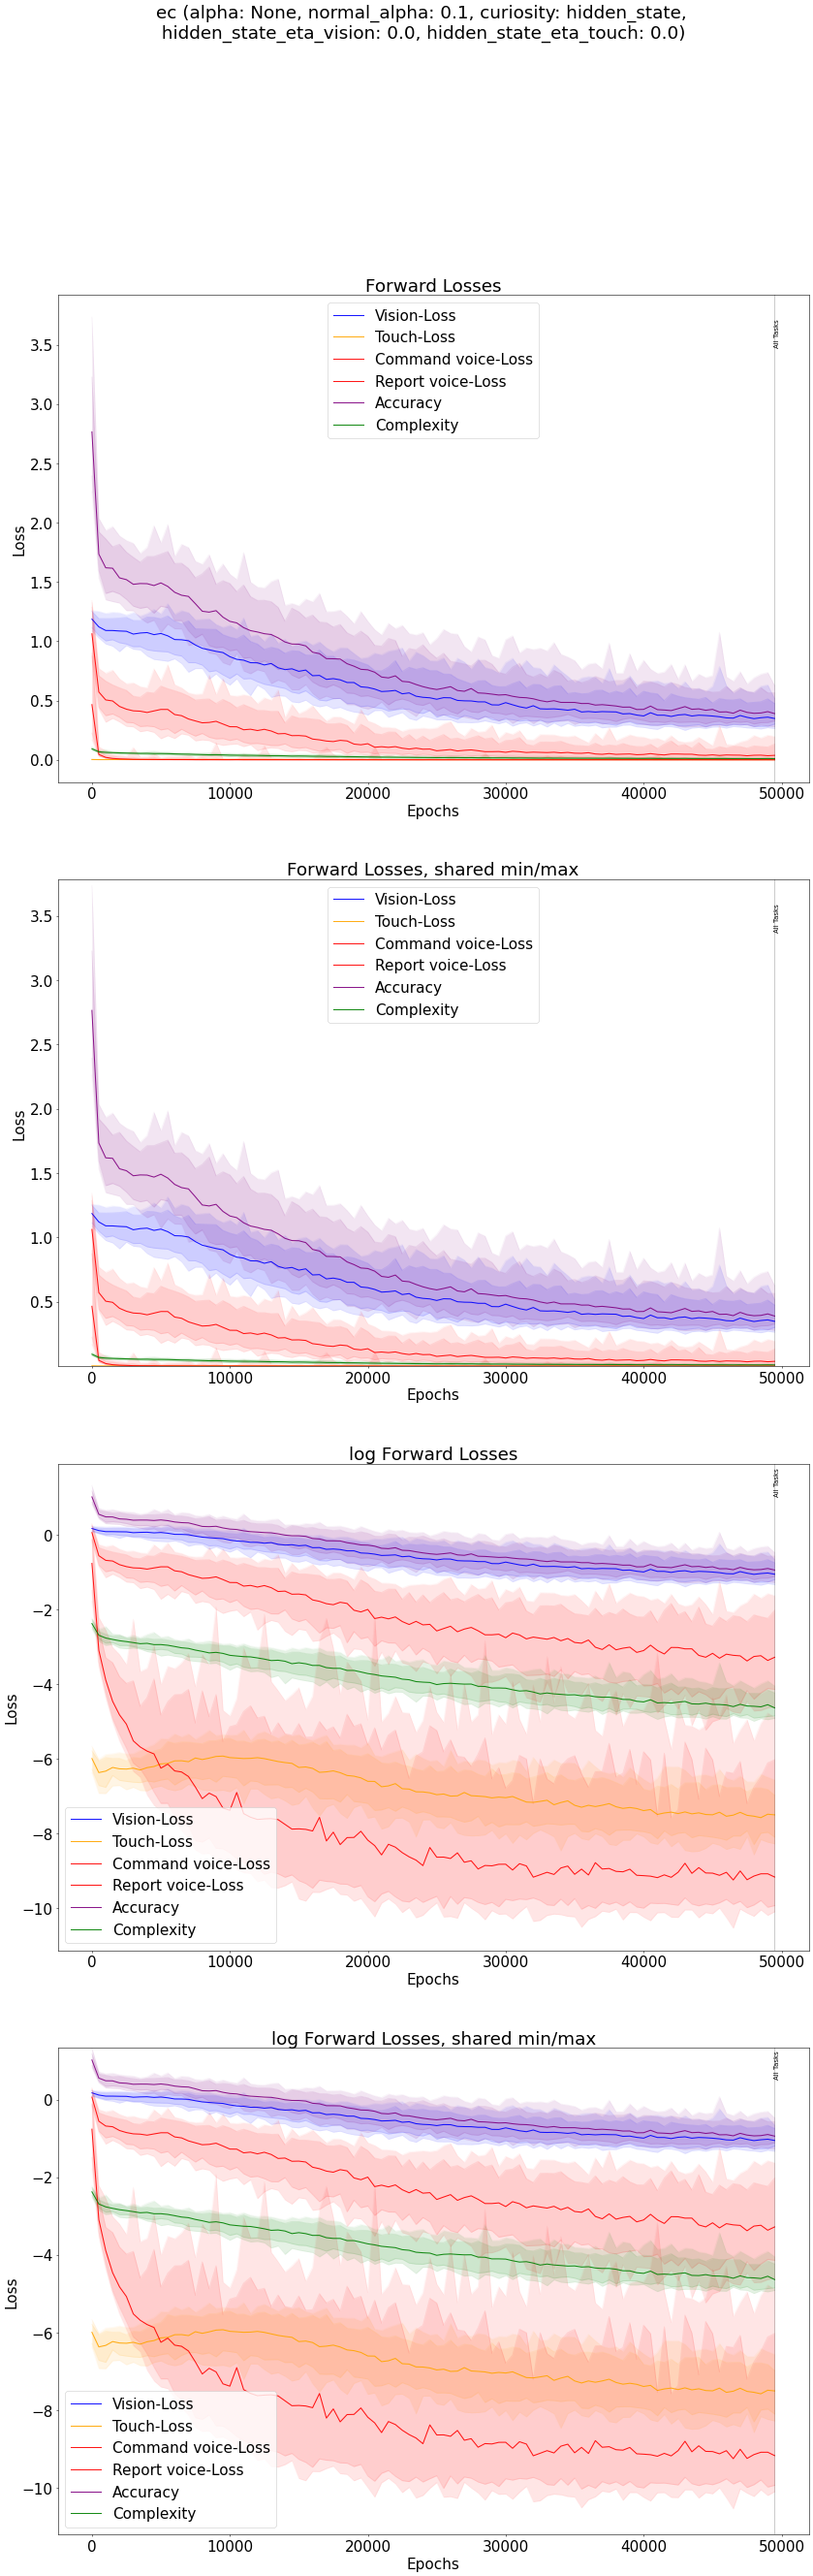 ec (alpha: None, normal_alpha: 0.1, curiosity: hidden_state,
hidden_state_eta_vision: 0.0, hidden_state_eta_touch: 0.0)
Forward Losses
Vision-Loss
Touch-Loss
Command voice-Loss
Report voice-Loss
Accuracy
Complexity
All Tasks
3.5
3.0
2.5
2.0
1.5
1.0
0.5
0.0
Loss
0 10000 20000 30000 40000 50000
Epochs
Forward Losses, shared min/max
Vision-Loss
Touch-Loss
Command voice-Loss
Report voice-Loss
Accuracy
Complexity
All Tasks
3.5
3.0
2.5
2.0
1.5
1.0
0.5
Loss
0 10000 20000 30000 40000 50000
Epochs
log Forward Losses
All Tasks
0
−2
−4
−6
−8
−10
Loss
Vision-Loss
Touch-Loss
Command voice-Loss
Report voice-Loss
Accuracy
Complexity
0 10000 20000 30000 40000 50000
Epochs
log Forward Losses, shared min/max
All Tasks
0
−2
−4
−6
−8
−10
Loss
Vision-Loss
Touch-Loss
Command voice-Loss
Report voice-Loss
Accuracy
Complexity
0 10000 20000 30000 40000 50000
Epochs